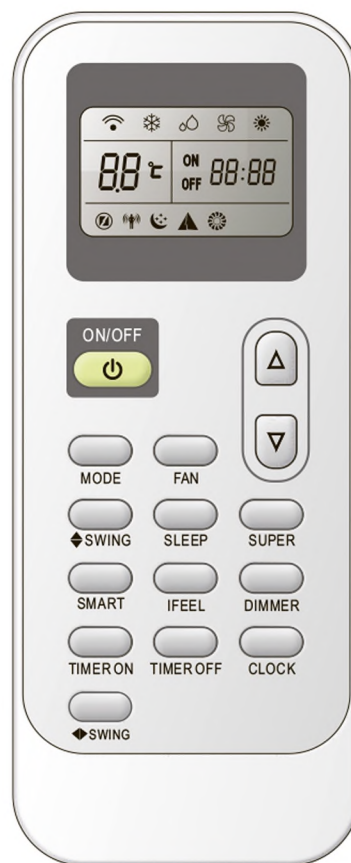 8.8 ℃ ON 88:88
OFF
ON/OFF
MODE FAN
SWING SLEEP SUPER
SMART IFEEL DIMMER
TIMER ON TIMER OFF CLOCK
SWING